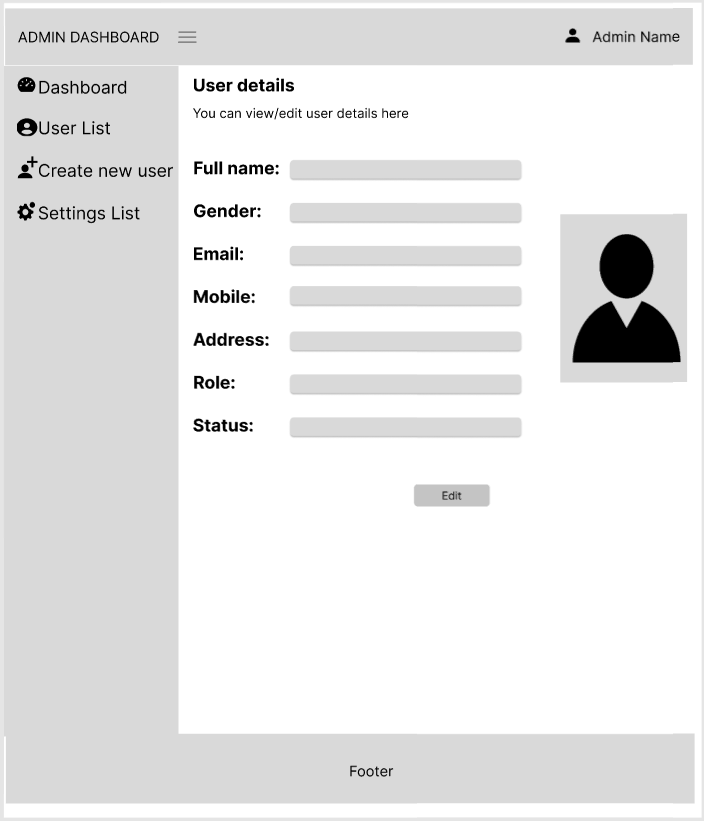 ADMIN DASHBOARD
Admin Name
Dashboard
User List
Create new user
Settings List
User details
You can view/edit user details here
Full name:
Gender:
Email:
Mobile:
Address:
Role:
Status:
Edit
Footer